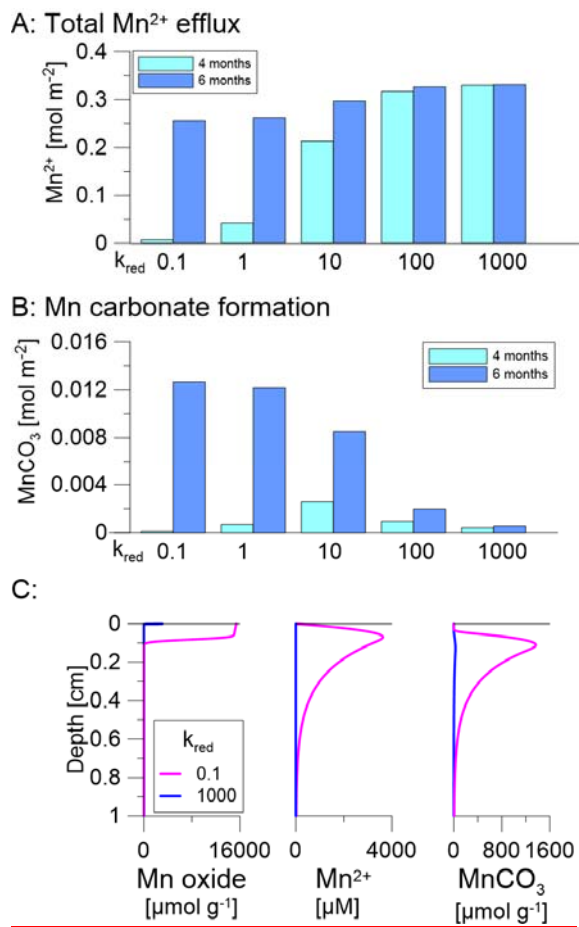 A: Total Mn²⁺ efflux
4 months
6 months
Mn²⁺ [mol m⁻²]
0.4
0.3
0.2
0.1
0
k_red 0.1 1 10 100 1000
B: Mn carbonate formation
4 months
6 months
MnCO₃ [mol m⁻²]
0.016
0.012
0.008
0.004
0
k_red 0.1 1 10 100 1000
C:
Depth [cm]
0
0.2
0.4
0.6
0.8
1
k_red
0.1
1000
0 16000 0 4000 0 800 1600
Mn oxide Mn²⁺ MnCO₃
[µmol g⁻¹] [µM] [µmol g⁻¹]